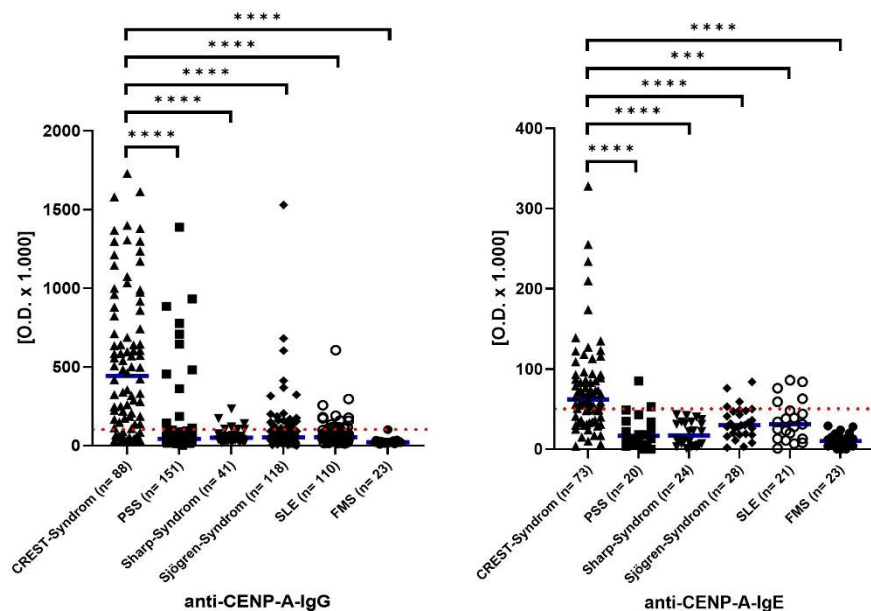 * * * *
* * * *
* * * *
* * * *
* * * *
2000
1500
1000
500
0
[O.D. x 1.000]
CREST-Syndrom (n= 88)
PSS (n= 151)
Sharp-Syndrom (n= 41)
Sjögren-Syndrom (n= 118)
SLE (n= 110)
FMS (n= 23)
anti-CENP-A-IgG
* * * *
* * *
* * * *
* * * *
* * * *
400
300
200
100
0
[O.D. x 1.000]
CREST-Syndrom (n= 73)
PSS (n= 20)
Sharp-Syndrom (n= 24)
Sjögren-Syndrom (n= 28)
SLE (n= 21)
FMS (n= 23)
anti-CENP-A-IgE